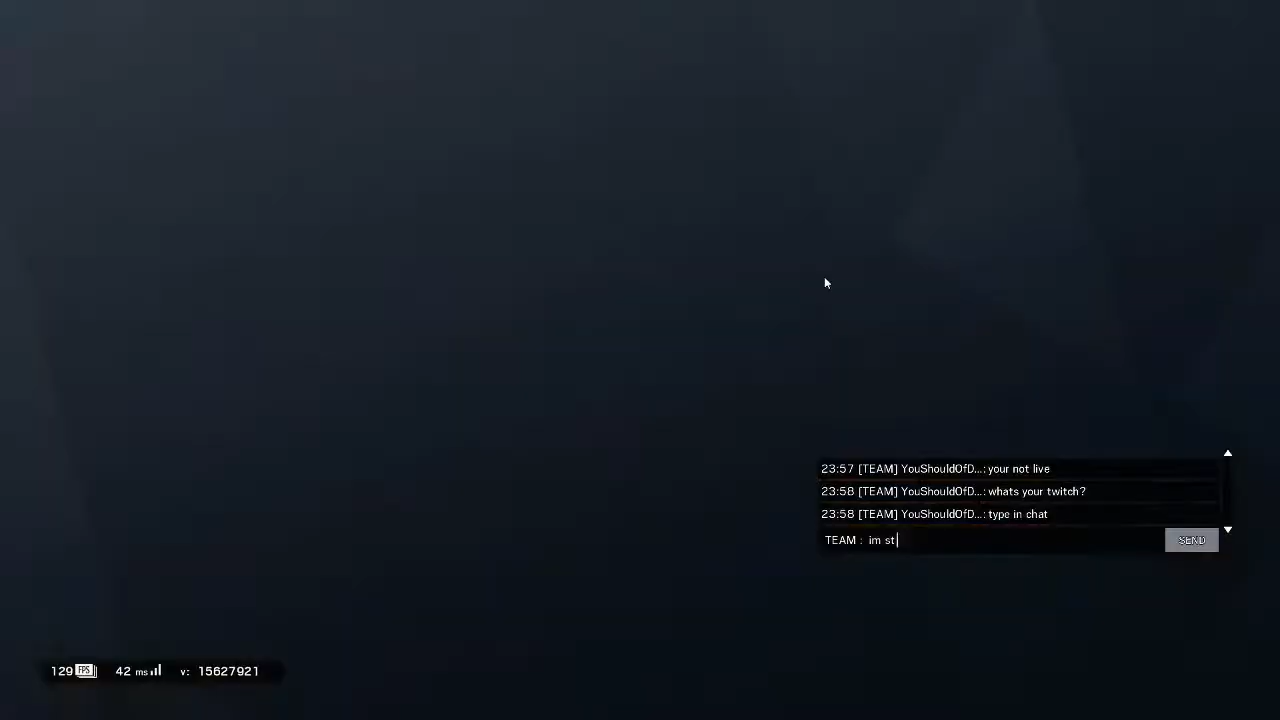 23:57 [TEAM] YouShouldOfD...: your not live
23:58 [TEAM] YouShouldOfD...: whats your twitch?
23:58 [TEAM] YouShouldOfD...: type in chat
TEAM : im st
SEND
129 FPS 42 ms v: 15627921